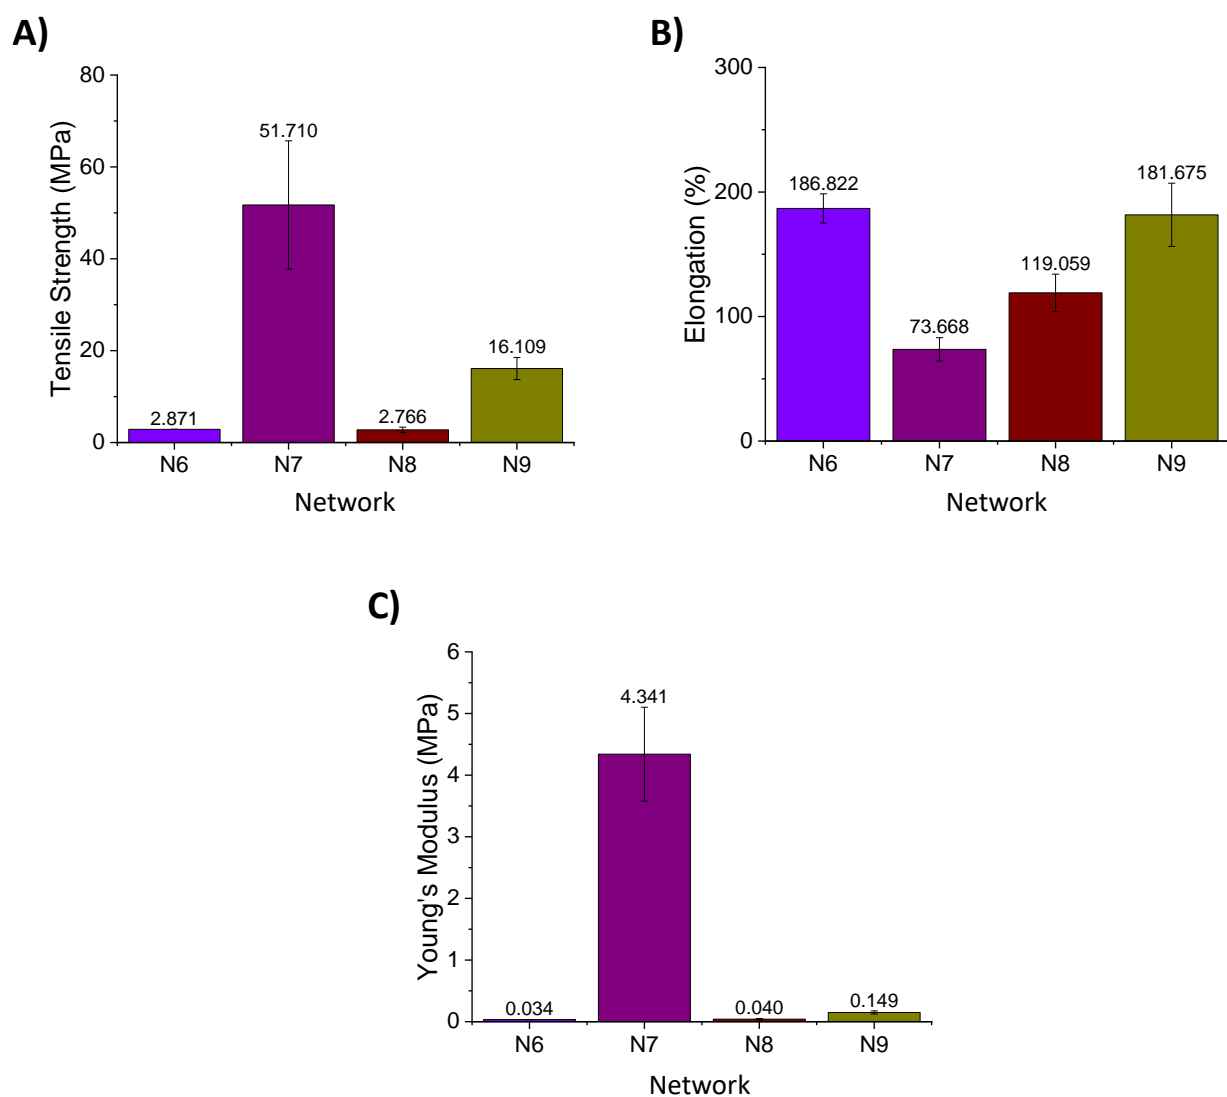 A)
Tensile Strength (MPa)
80
60
40
20
0
2.871
51.710
2.766
16.109
N6 N7 N8 N9
Network
B)
Elongation (%)
300
200
100
0
186.822
73.668
119.059
181.675
N6 N7 N8 N9
Network
C)
Young's Modulus (MPa)
6
5
4
3
2
1
0
0.034
4.341
0.040
0.149
N6 N7 N8 N9
Network